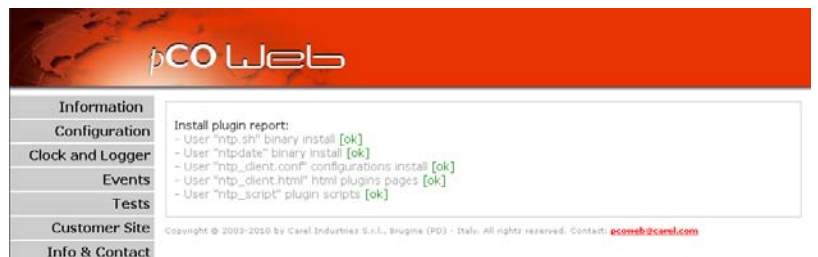 pCO Web
Information
Configuration
Clock and Logger
Events
Tests
Customer Site
Info & Contact
Install plugin report:
- User "ntp.sh" binary install [ok]
- User "ntpdate" binary install [ok]
- User "ntp_client.conf" configurations install [ok]
- User "ntp_client.html" html plugins pages [ok]
- User "ntp_script" plugin scripts [ok]
Copyright © 2003-2010 by Carel Industries S.r.l., Brugine (PD) - Italy. All rights reserved. Contact: pcoweb@carel.com